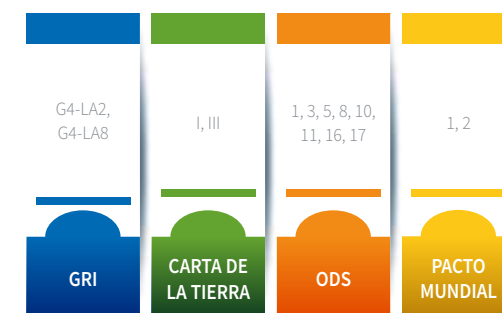 G4-LA2,
G4-LA8
I, III
1, 3, 5, 8, 10,
11, 16, 17
1, 2
GRI
CARTA DE
LA TIERRA
ODS
PACTO
MUNDIAL